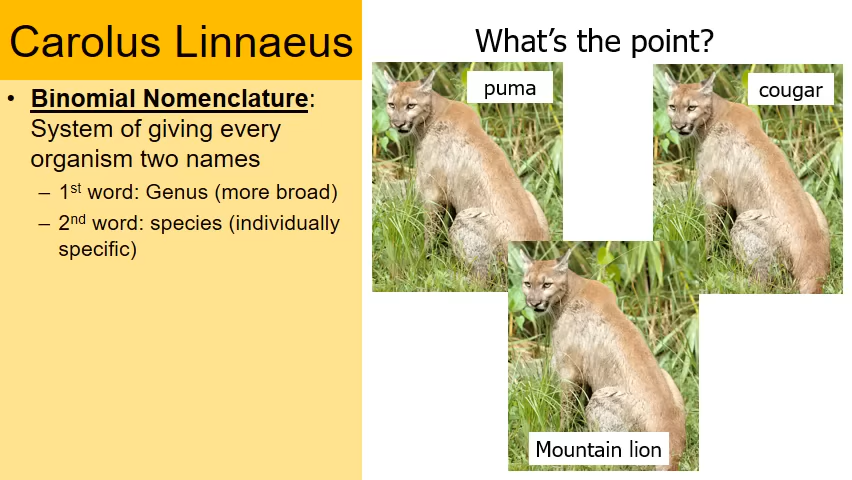 Carolus Linnaeus
• Binomial Nomenclature:
System of giving every
organism two names
– 1st word: Genus (more broad)
– 2nd word: species (individually
specific)
What's the point?
puma
cougar
Mountain lion